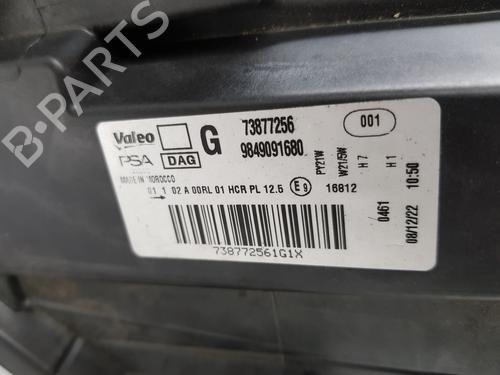 Valeo G 73877256 001
PSA DAG 9849091680
MADE IN MOROCCO
01 1 02 A 00RL 01 HCR PL 12.5 E9 16812
PY21W
W21/5W
H7
H1
0461
08/12/22 10:50
738772561G1X
B-PARTS